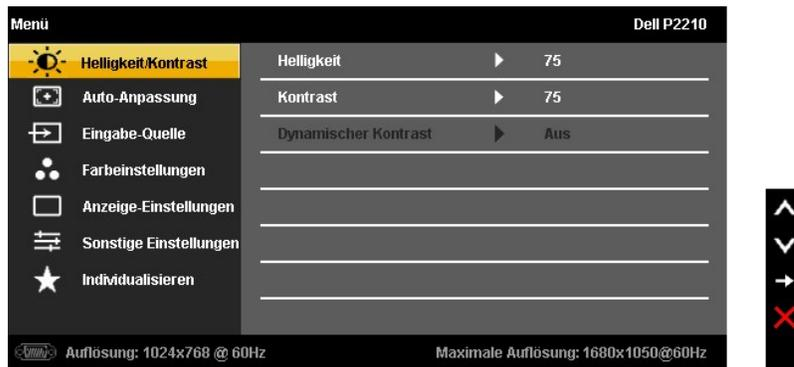 Menü Dell P2210
Helligkeit/Kontrast Helligkeit 75
Auto-Anpassung Kontrast 75
Eingabe-Quelle Dynamischer Kontrast Aus
Farbeinstellungen
Anzeige-Einstellungen
Sonstige Einstellungen
Individualisieren
Auflösung: 1024x768 @ 60Hz Maximale Auflösung: 1680x1050@60Hz